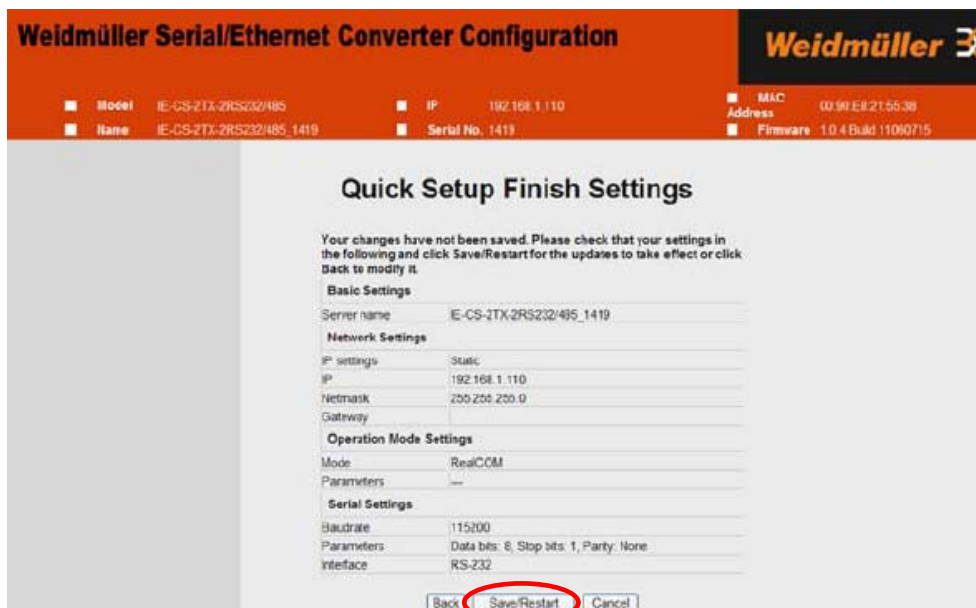 Weidmüller Serial/Ethernet Converter Configuration
Weidmüller
Model IE-CS-2TX-2RS232/485
IP 192.168.1.110
MAC Address 00:90:E8:21:55:38
Name IE-CS-2TX-2RS232/485_1419
Serial No. 1419
Firmware 1.0.4 Build 11060715
Quick Setup Finish Settings
Your changes have not been saved. Please check that your settings in
the following and click Save/Restart for the updates to take effect or click
Back to modify it.
Basic Settings
Server name IE-CS-2TX-2RS232/485_1419
Network Settings
IP settings Static
IP 192.168.1.110
Netmask 255.255.255.0
Gateway
Operation Mode Settings
Mode RealCOM
Parameters ---
Serial Settings
Baudrate 115200
Parameters Data bits: 8, Stop bits: 1, Parity: None
Interface RS-232
Back Save/Restart Cancel